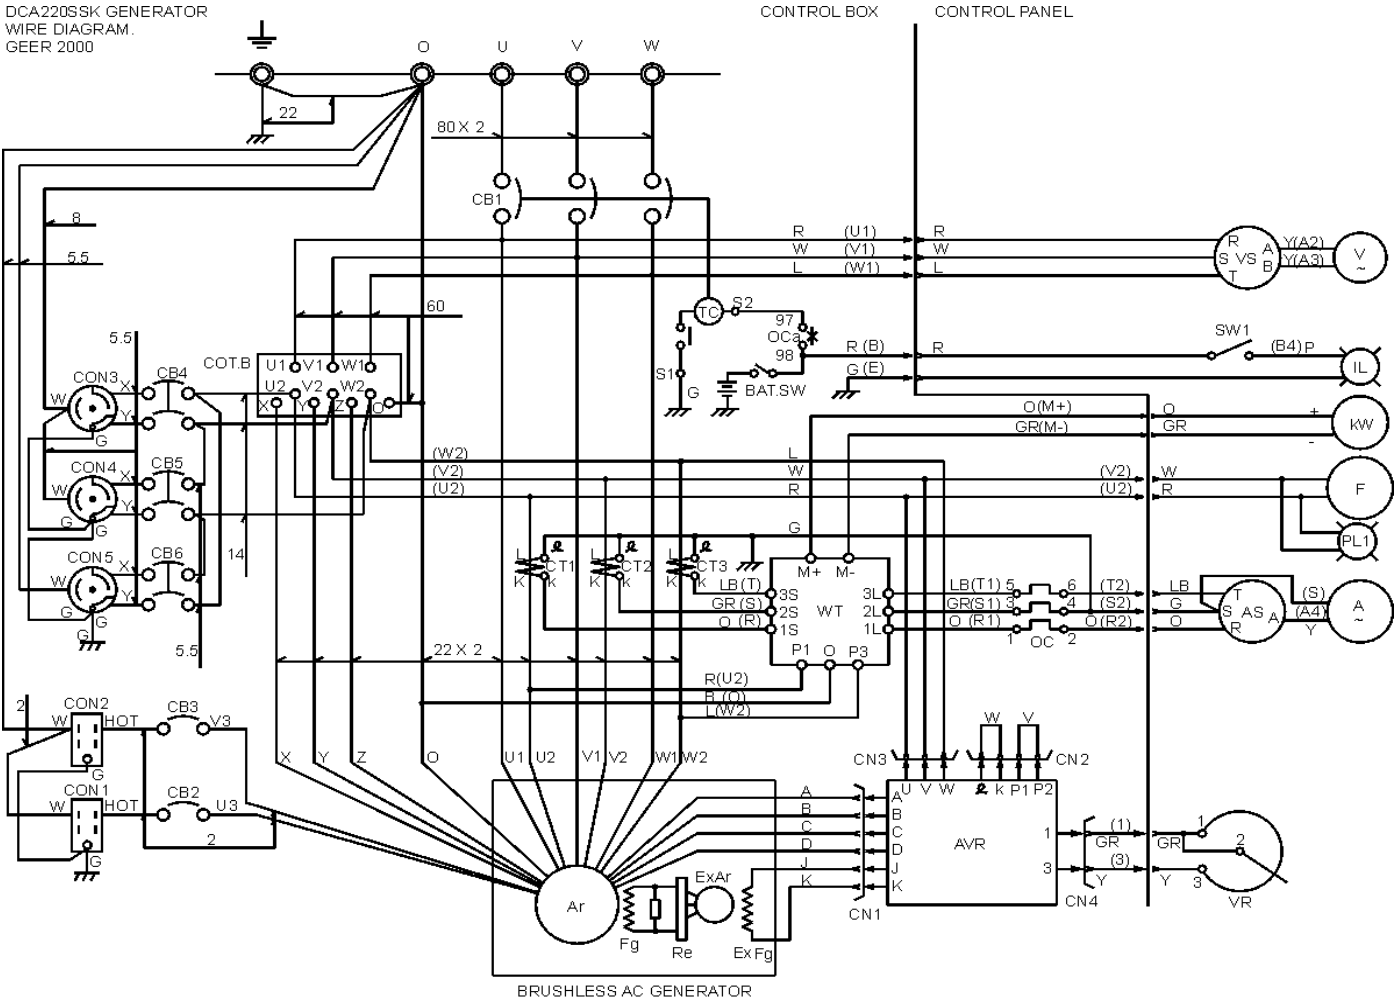 DCA220SSK GENERATOR
WIRE DIAGRAM.
GEER 2000
CONTROL BOX
CONTROL PANEL
O U V W
22
80 X 2
CB1
8
5.5
R (U1) R
W (V1) W
L (W1) L
R S T VS A B
Y(A2)
Y(A3)
V ~
60
TC S2
97
OCa
98
S1
G
BAT.SW
R (B) R
G (E)
SW1
(B4) P
IL
5.5
COT.B
U1 V1 W1
U2 V2 W2
X Y Z O
CON3 X CB4
W Y
G
O(M+) O +
GR(M-) GR -
kW
(W2) L
(V2) W (V2) W
(U2) R (U2) R
F
PL1
CON4 X CB5
W Y
G G
14
CON5 X CB6
W Y
G G
5.5
G
L CT1 K k
L CT2 K k
L CT3 K k
LB(T) 3S
GR (S) 2S
O (R) 1S
M+ M-
WT
3L 2L 1L
P1 O P3
LB(T1) 5 6 (T2) LB
GR(S1) 3 4 (S2) G
O (R1) 1 2 O (R2) O
OC
T S AS A R
(S)
(A4)
Y
A ~
22 X 2
R(U2)
R (O)
L(W2)
2
CON2
W HOT CB3 V3
G
CON1
W HOT CB2 U3
G
2
X Y Z O U1 U2 V1 V2 W1 W2
CN3
U V W
W V
CN2
k P1 P2
A A
B B
C C
D D
J J
K K
CN1
AVR
1 (1)
GR GR
3 (3)
Y Y
CN4
1 2 3
VR
Ar
Fg
Re
ExAr
Ex Fg
BRUSHLESS AC GENERATOR